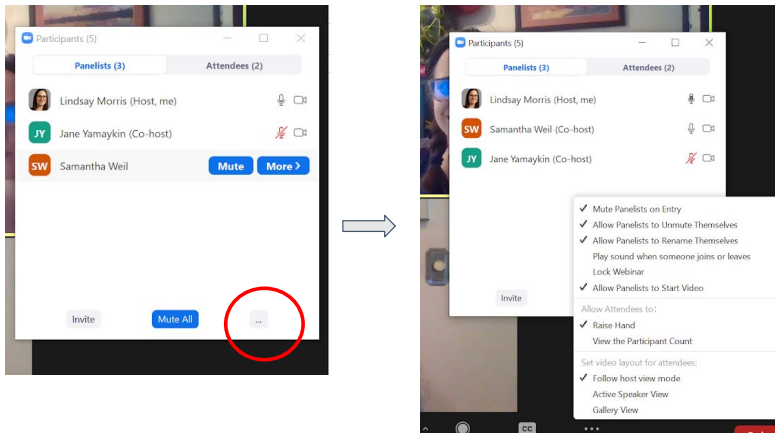 Participants (5)
Panelists (3) Attendees (2)
Lindsay Morris (Host, me)
JY Jane Yamaykin (Co-host)
SW Samantha Weil Mute More >
Invite Mute All ...
Participants (5)
Panelists (3) Attendees (2)
Lindsay Morris (Host, me)
SW Samantha Weil (Co-host)
JY Jane Yamaykin (Co-host)
✓ Mute Panelists on Entry
✓ Allow Panelists to Unmute Themselves
✓ Allow Panelists to Rename Themselves
Play sound when someone joins or leaves
Lock Webinar
✓ Allow Panelists to Start Video
Invite
Allow Attendees to:
✓ Raise Hand
View the Participant Count
Set video layout for attendees:
✓ Follow host view mode
Active Speaker View
Gallery View
CC ...